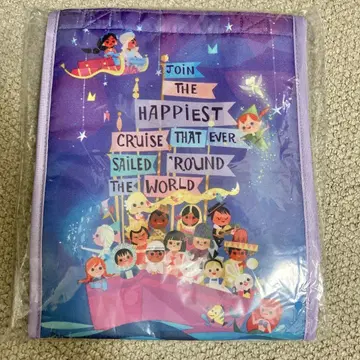 JOIN
THE
HAPPIEST
CRUISE THAT EVER
SAILED 'ROUND
THE WORLD